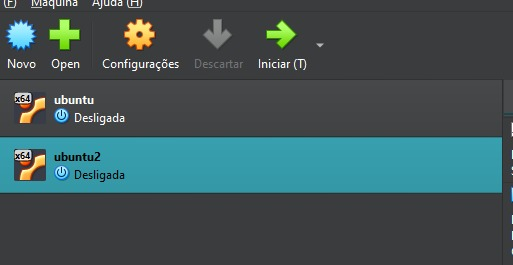 (F) Máquina Ajuda (H)
Novo Open Configurações Descartar Iniciar (T)
x64 ubuntu
Desligada
x64 ubuntu2
Desligada